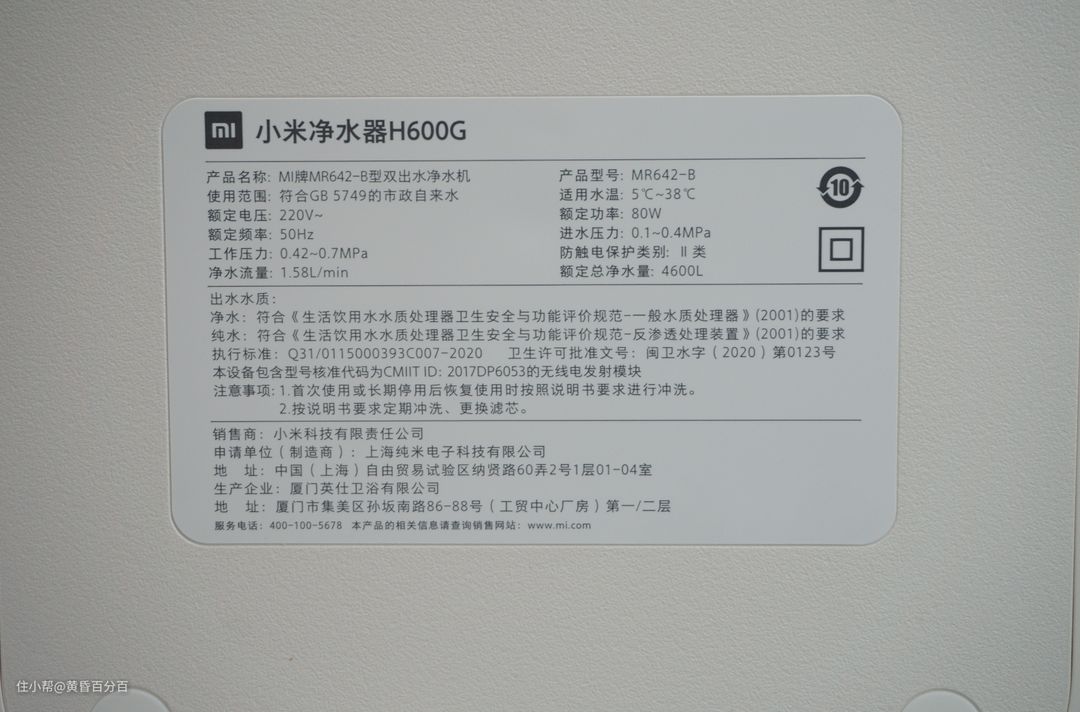 mi 小米净水器H600G
产品名称: MI牌MR642-B型双出水净水机 产品型号: MR642-B
使用范围: 符合GB 5749的市政自来水 适用水温: 5℃~38℃
额定电压: 220V~ 额定功率: 80W
额定频率: 50Hz 进水压力: 0.1~0.4MPa
工作压力: 0.42~0.7MPa 防触电保护类别: Ⅱ类
净水流量: 1.58L/min 额定总净水量: 4600L
10
出水水质:
净水: 符合《生活饮用水水质处理器卫生安全与功能评价规范-一般水质处理器》(2001)的要求
纯水: 符合《生活饮用水水质处理器卫生安全与功能评价规范-反渗透处理装置》(2001)的要求
执行标准: Q31/0115000393C007-2020 卫生许可批准文号: 闽卫水字（2020）第0123号
本设备包含型号核准代码为CMIIT ID: 2017DP6053的无线电发射模块
注意事项: 1.首次使用或长期停用后恢复使用时按照说明书要求进行冲洗。
2.按说明书要求定期冲洗、更换滤芯。
销售商: 小米科技有限责任公司
申请单位（制造商）: 上海纯米电子科技有限公司
地 址: 中国（上海）自由贸易试验区纳贤路60弄2号1层01-04室
生产企业: 厦门英仕卫浴有限公司
地 址: 厦门市集美区孙坂南路86-88号（工贸中心厂房）第一/二层
服务电话: 400-100-5678 本产品的相关信息请查询销售网站: www.mi.com
住小帮@黄昏百分百